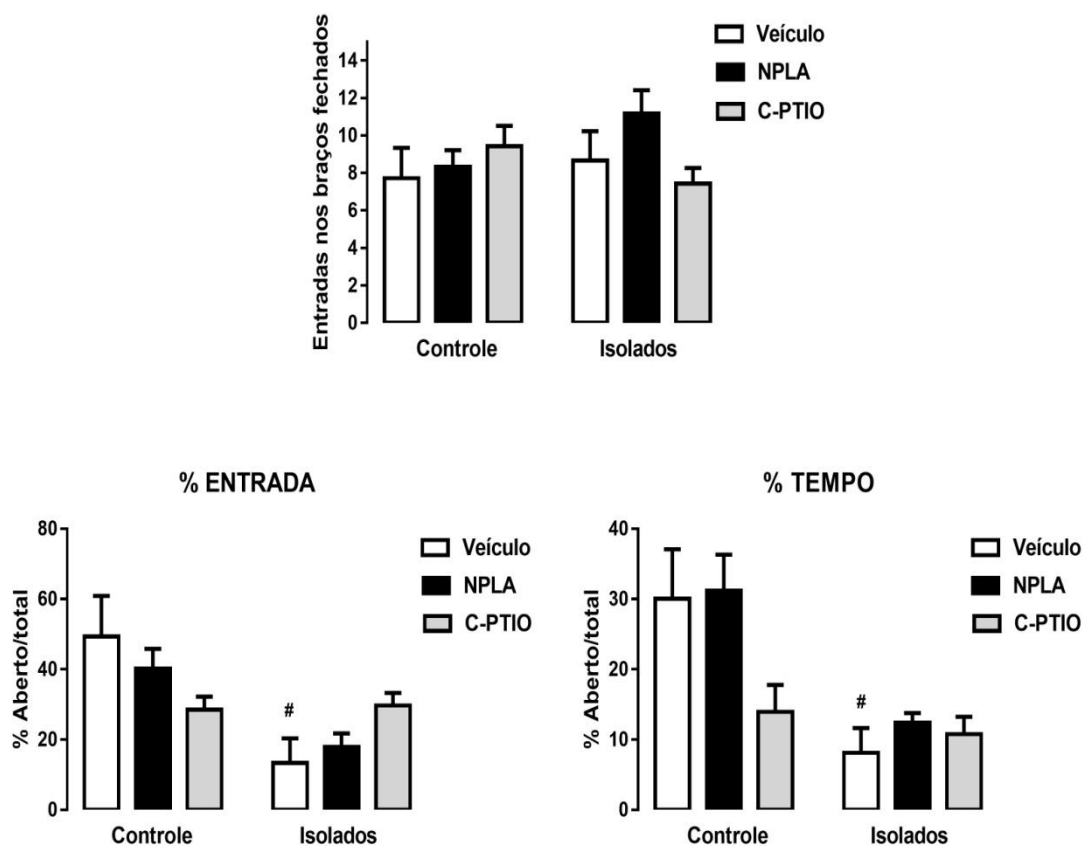 Entradas nos braços fechados
14
12
10
8
6
4
2
0
Veículo
NPLA
C-PTIO
Controle
Isolados
% ENTRADA
% Aberto/total
80
60
40
20
0
#
Veículo
NPLA
C-PTIO
Controle
Isolados
% TEMPO
% Aberto/total
40
30
20
10
0
#
Veículo
NPLA
C-PTIO
Controle
Isolados